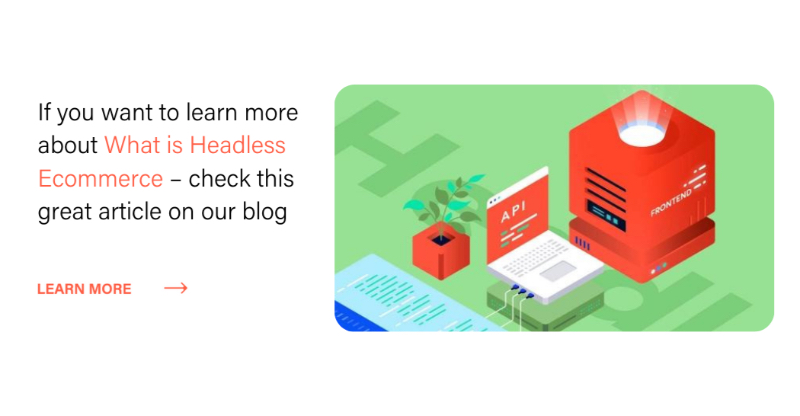 If you want to learn more
about What is Headless
Ecommerce – check this
great article on our blog
LEARN MORE
API
FRONTEND